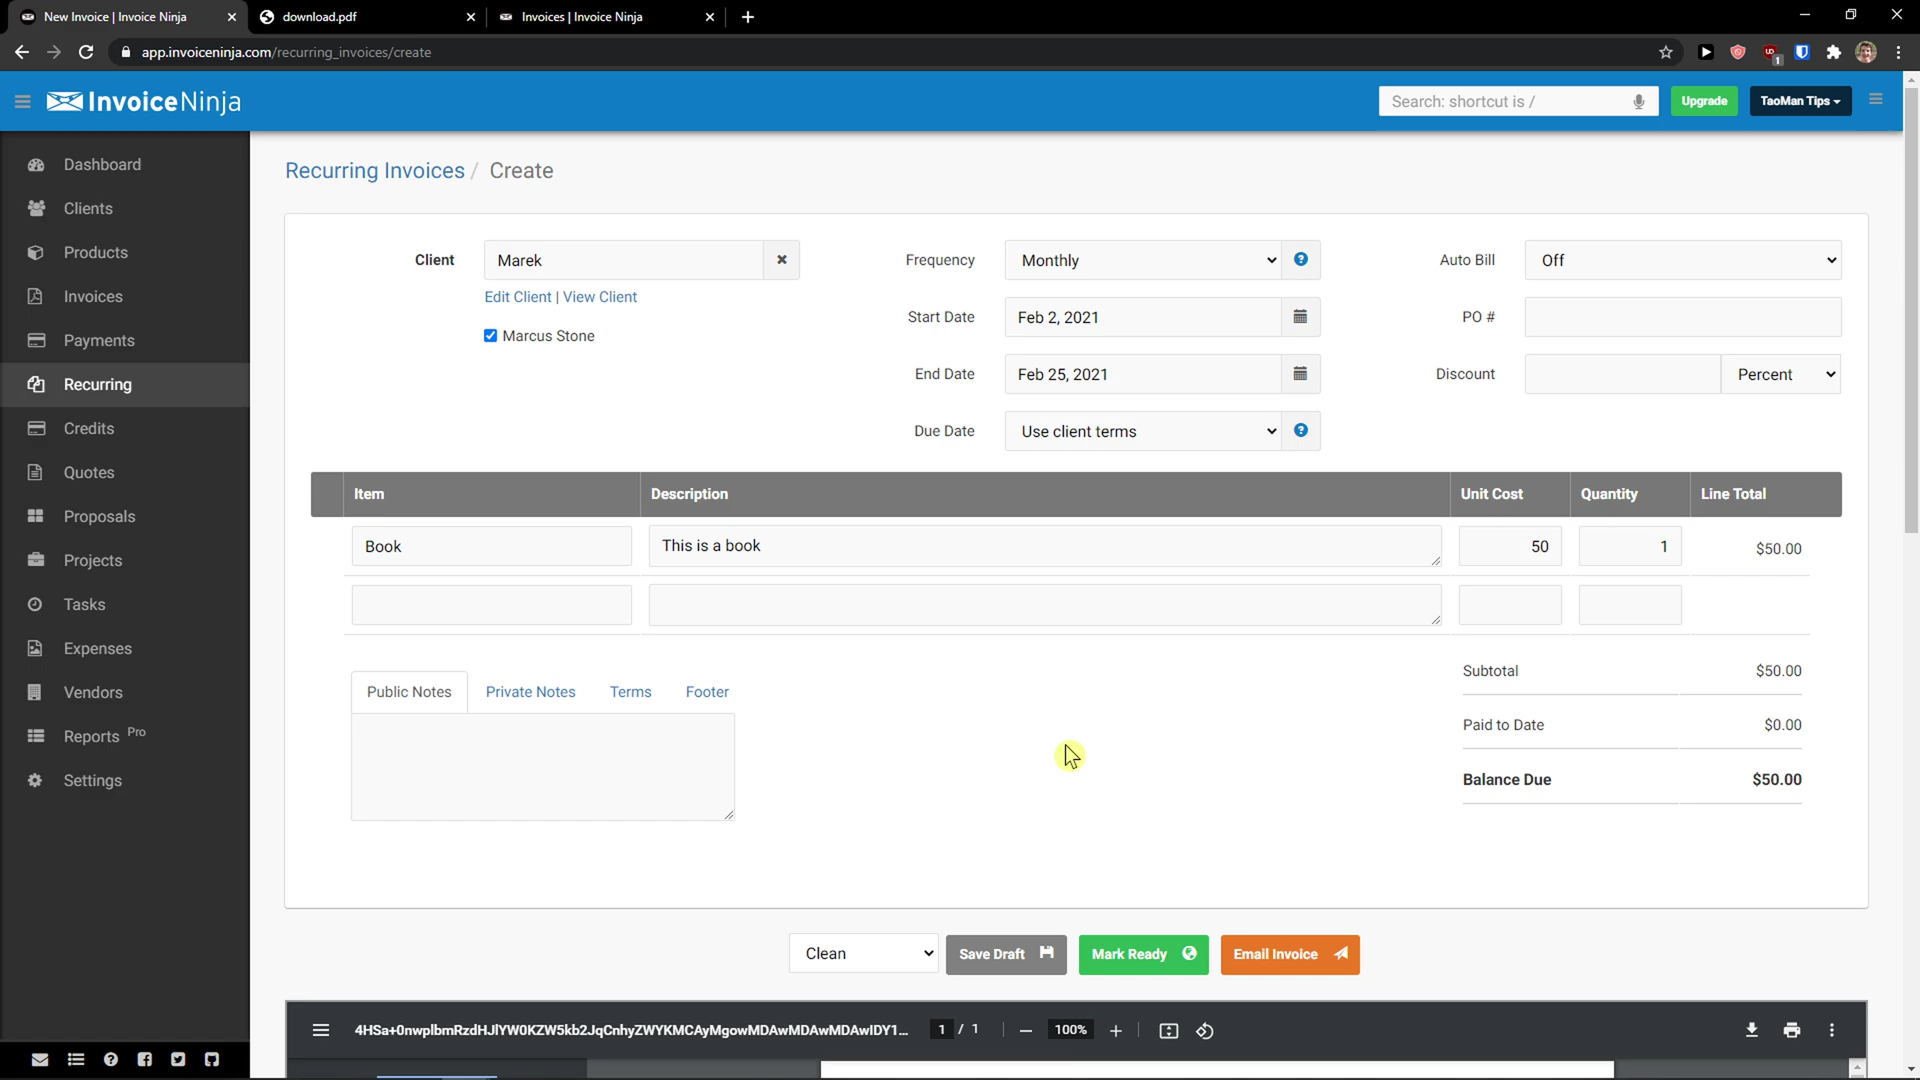 New Invoice | Invoice Ninja
download.pdf
Invoices | Invoice Ninja
app.invoiceninja.com/recurring_invoices/create
InvoiceNinja
Search: shortcut is /
Upgrade
TaoMan Tips
Dashboard
Clients
Products
Invoices
Payments
Recurring
Credits
Quotes
Proposals
Projects
Tasks
Expenses
Vendors
Reports Pro
Settings
Recurring Invoices / Create
Client
Marek
Edit Client | View Client
Marcus Stone
Frequency
Monthly
Start Date
Feb 2, 2021
End Date
Feb 25, 2021
Due Date
Use client terms
Auto Bill
Off
PO #
Discount
Percent
Item Description Unit Cost Quantity Line Total
Book This is a book 50 1 $50.00
Public Notes Private Notes Terms Footer
Subtotal $50.00
Paid to Date $0.00
Balance Due $50.00
Clean
Save Draft
Mark Ready
Email Invoice
1 / 1
100%